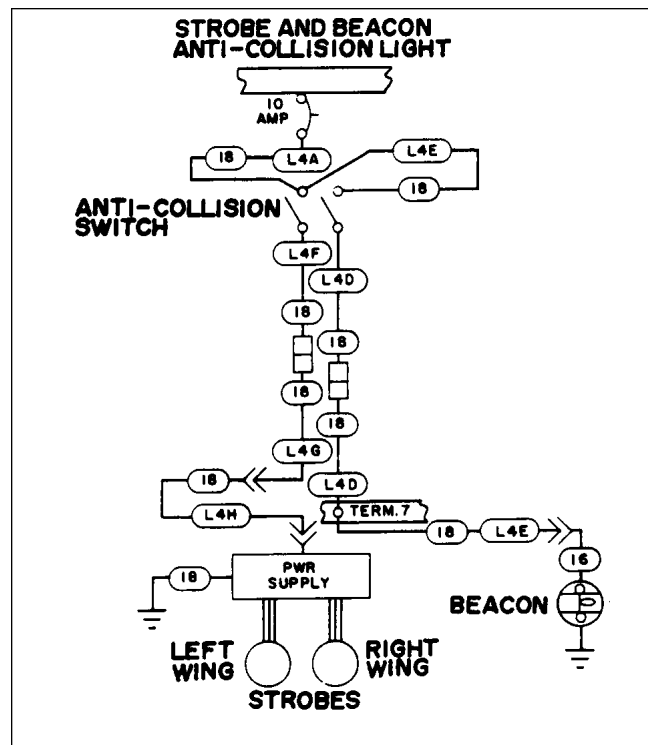 STROBE AND BEACON
ANTI-COLLISION LIGHT
10
AMP
18
L4A
L4E
18
ANTI-COLLISION
SWITCH
L4F
L4D
18
18
18
18
L4G
18
L4D
L4H
TERM. 7
18
L4E
18
PWR
SUPPLY
16
BEACON
LEFT
WING
RIGHT
WING
STROBES